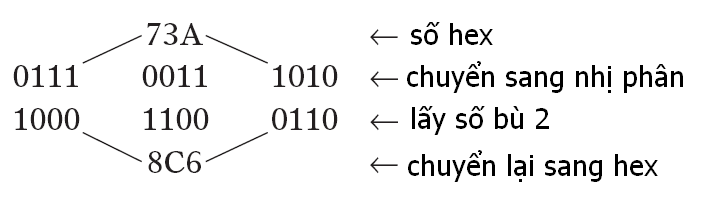 73A ← số hex
0111 0011 1010 ← chuyển sang nhị phân
1000 1100 0110 ← lấy số bù 2
8C6 ← chuyển lại sang hex